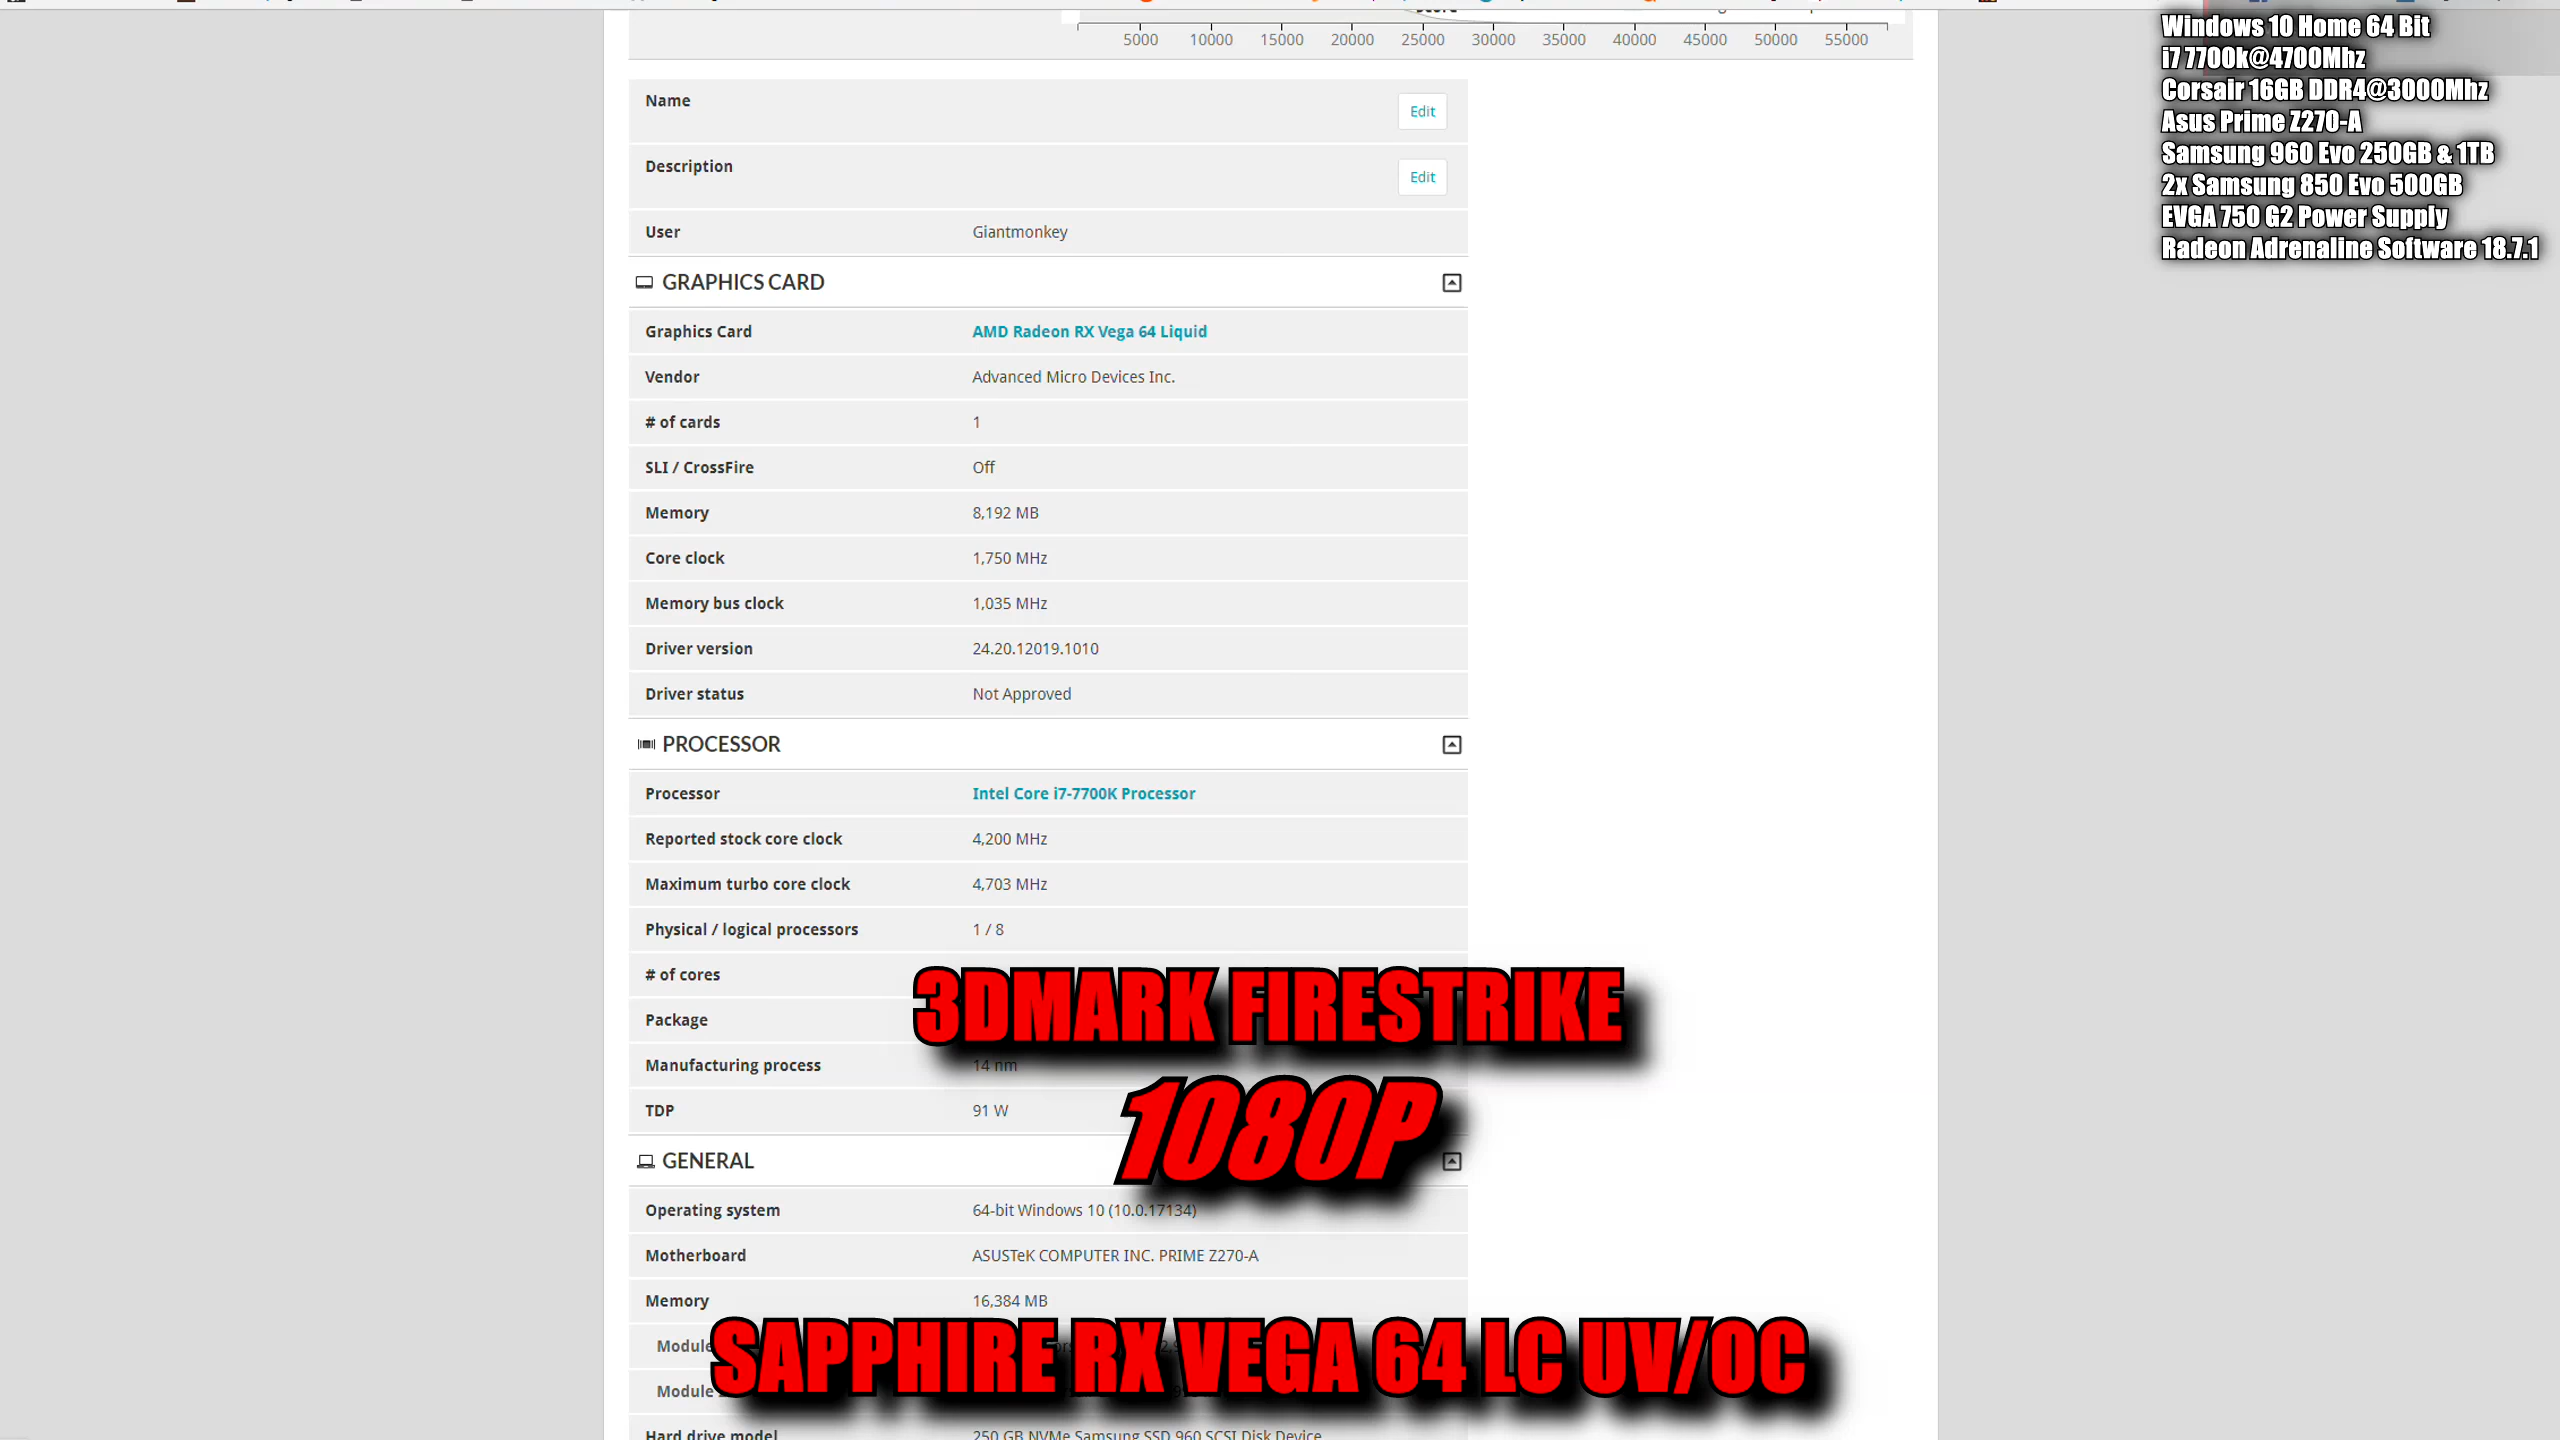 5000 10000 15000 20000 25000 30000 35000 40000 45000 50000 55000
Windows 10 Home 64 Bit
i7 7700k@4700Mhz
Corsair 16GB DDR4@3000Mhz
Asus Prime Z270-A
Samsung 960 Evo 250GB & 1TB
2x Samsung 850 Evo 500GB
EVGA 750 G2 Power Supply
Radeon Adrenaline Software 18.7.1
Name Edit
Description Edit
User Giantmonkey
GRAPHICS CARD
Graphics Card AMD Radeon RX Vega 64 Liquid
Vendor Advanced Micro Devices Inc.
# of cards 1
SLI / CrossFire Off
Memory 8,192 MB
Core clock 1,750 MHz
Memory bus clock 1,035 MHz
Driver version 24.20.12019.1010
Driver status Not Approved
PROCESSOR
Processor Intel Core i7-7700K Processor
Reported stock core clock 4,200 MHz
Maximum turbo core clock 4,703 MHz
Physical / logical processors 1 / 8
# of cores
3DMARK FIRESTRIKE
Package
Manufacturing process 14 nm
TDP 91 W
1080P
GENERAL
Operating system 64-bit Windows 10 (10.0.17134)
Motherboard ASUSTeK COMPUTER INC. PRIME Z270-A
Memory 16,384 MB
Module
SAPPHIRE RX VEGA 64 LC UV/OC
Module
Hard drive model 250 GB NVMe Samsung SSD 960 SCSI Disk Device